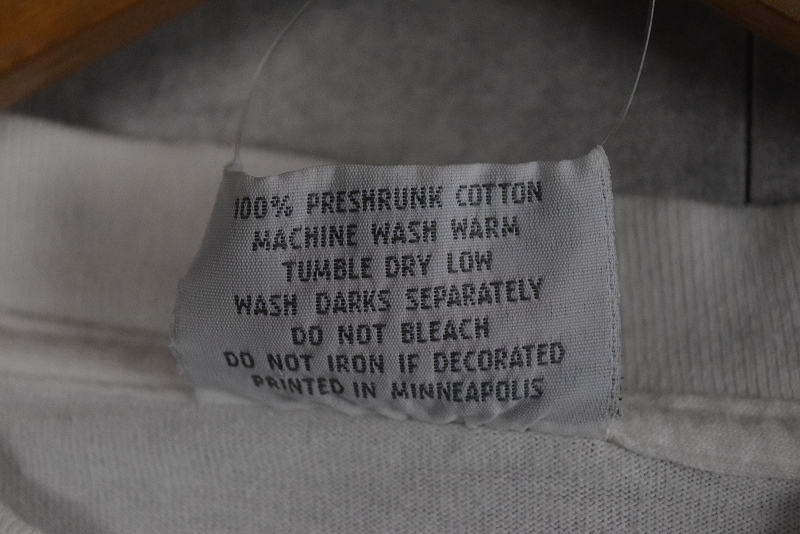 100% PRESHRUNK COTTON
MACHINE WASH WARM
TUMBLE DRY LOW
WASH DARKS SEPARATELY
DO NOT BLEACH
DO NOT IRON IF DECORATED
PRINTED IN MINNEAPOLIS